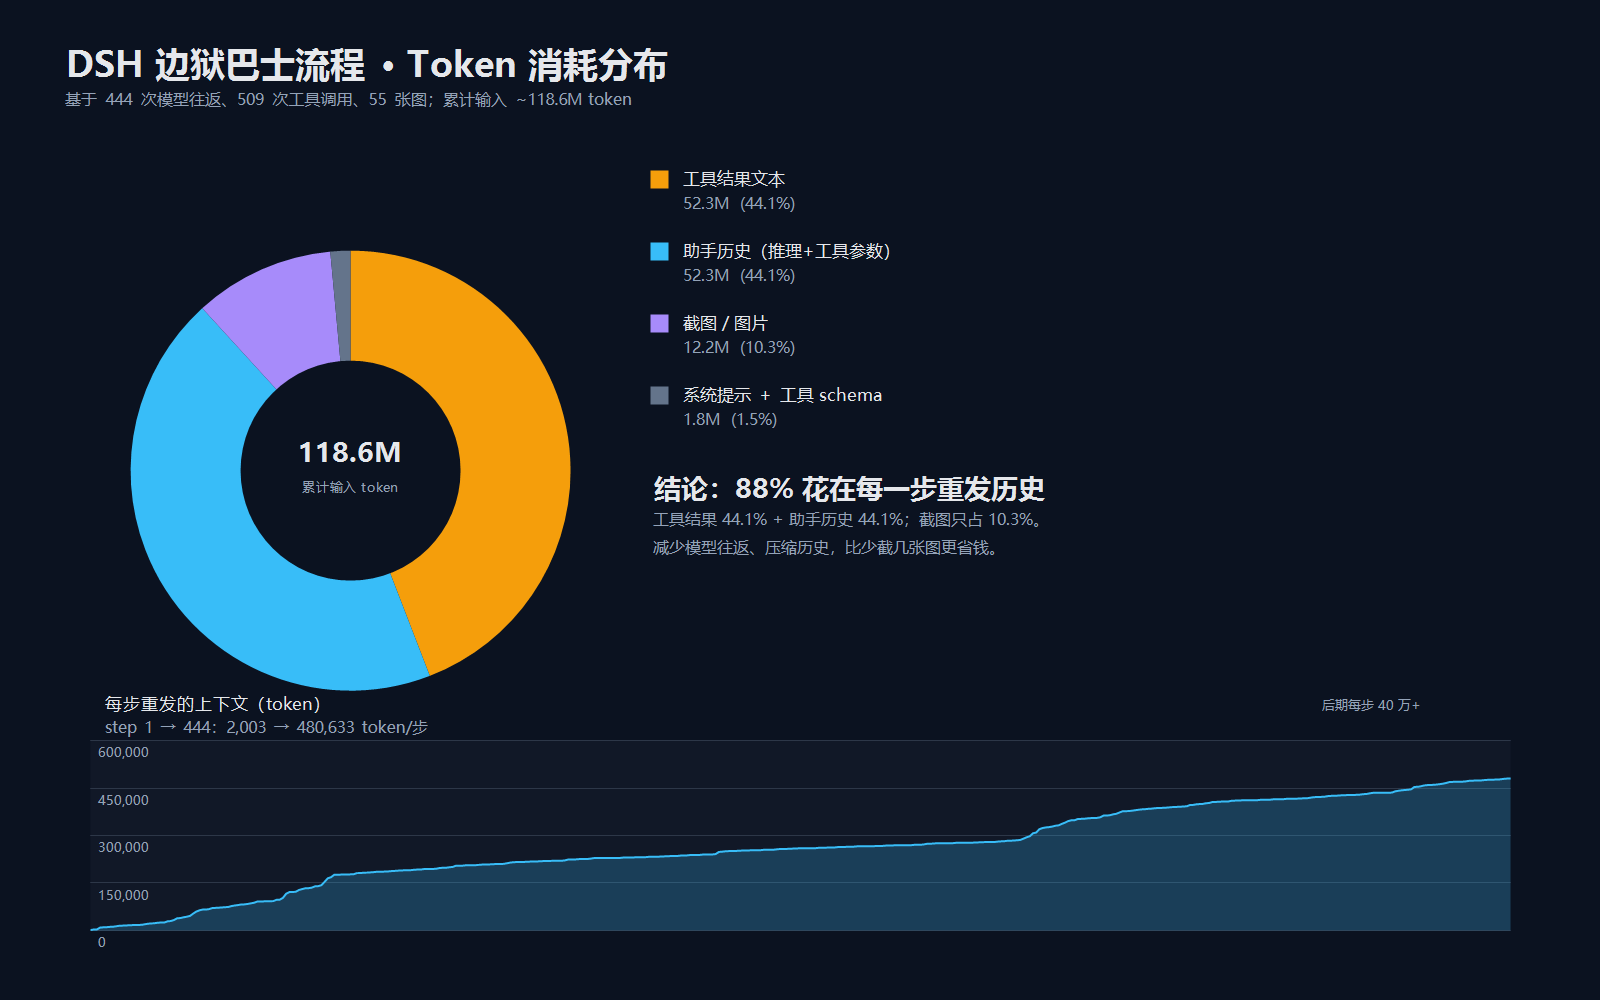 DSH 边狱巴士流程 • Token 消耗分布
基于 444 次模型往返、509 次工具调用、55 张图；累计输入 ~118.6M token
工具结果文本
52.3M (44.1%)
助手历史（推理+工具参数）
52.3M (44.1%)
截图 / 图片
12.2M (10.3%)
系统提示 + 工具 schema
1.8M (1.5%)
118.6M
累计输入 token
结论：88% 花在每一步重发历史
工具结果 44.1% + 助手历史 44.1%；截图只占 10.3%。
减少模型往返、压缩历史，比少截几张图更省钱。
每步重发的上下文（token）
后期每步 40 万+
step 1 → 444：2,003 → 480,633 token/步
600,000
450,000
300,000
150,000
0